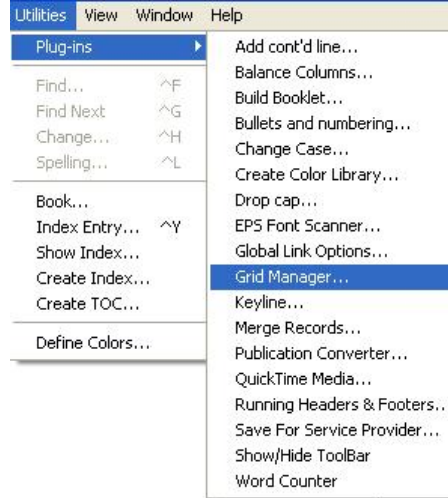 Utilities View Window Help
Plug-ins
Find... ^F
Find Next ^G
Change... ^H
Spelling... ^L
Book...
Index Entry... ^Y
Show Index...
Create Index...
Create TOC...
Define Colors...
Add cont'd line...
Balance Columns...
Build Booklet...
Bullets and numbering...
Change Case...
Create Color Library...
Drop cap...
EPS Font Scanner...
Global Link Options...
Grid Manager...
Keyline...
Merge Records...
Publication Converter...
QuickTime Media...
Running Headers & Footers..
Save For Service Provider...
Show/Hide ToolBar
Word Counter